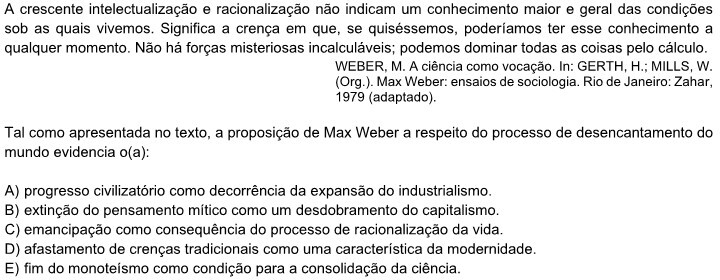 A crescente intelectualização e racionalização não indicam um conhecimento maior e geral das condições
sob as quais vivemos. Significa a crença em que, se quiséssemos, poderíamos ter esse conhecimento a
qualquer momento. Não há forças misteriosas incalculáveis; podemos dominar todas as coisas pelo cálculo.
WEBER, M. A ciência como vocação. In: GERTH, H.; MILLS, W.
(Org.). Max Weber: ensaios de sociologia. Rio de Janeiro: Zahar,
1979 (adaptado).
Tal como apresentada no texto, a proposição de Max Weber a respeito do processo de desencantamento do
mundo evidencia o(a):
A) progresso civilizatório como decorrência da expansão do industrialismo.
B) extinção do pensamento mítico como um desdobramento do capitalismo.
C) emancipação como consequência do processo de racionalização da vida.
D) afastamento de crenças tradicionais como uma característica da modernidade.
E) fim do monoteísmo como condição para a consolidação da ciência.